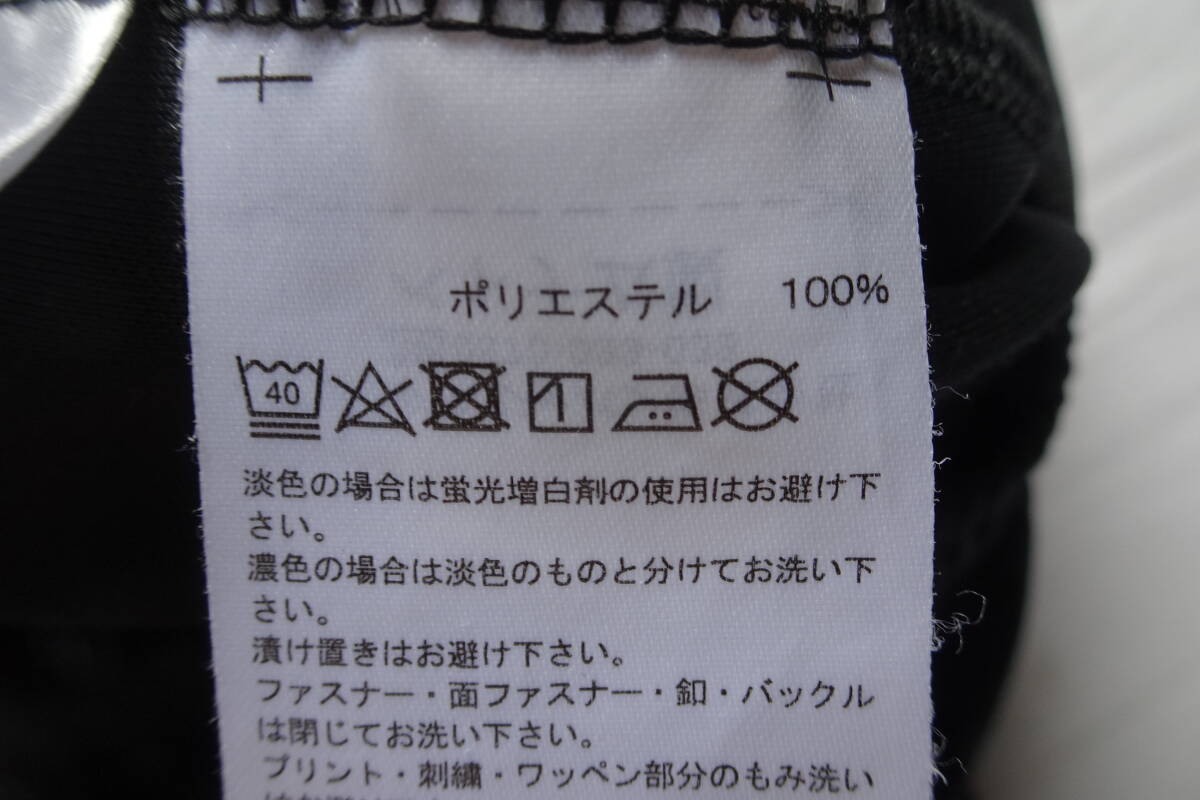 ポリエステル 100%
40
淡色の場合は蛍光増白剤の使用はお避け下
さい。
濃色の場合は淡色のものと分けてお洗い下
さい。
漬け置きはお避け下さい。
ファスナー・面ファスナー・釦・バックル
は閉じてお洗い下さい。
プリント・刺繍・ワッペン部分のもみ洗い